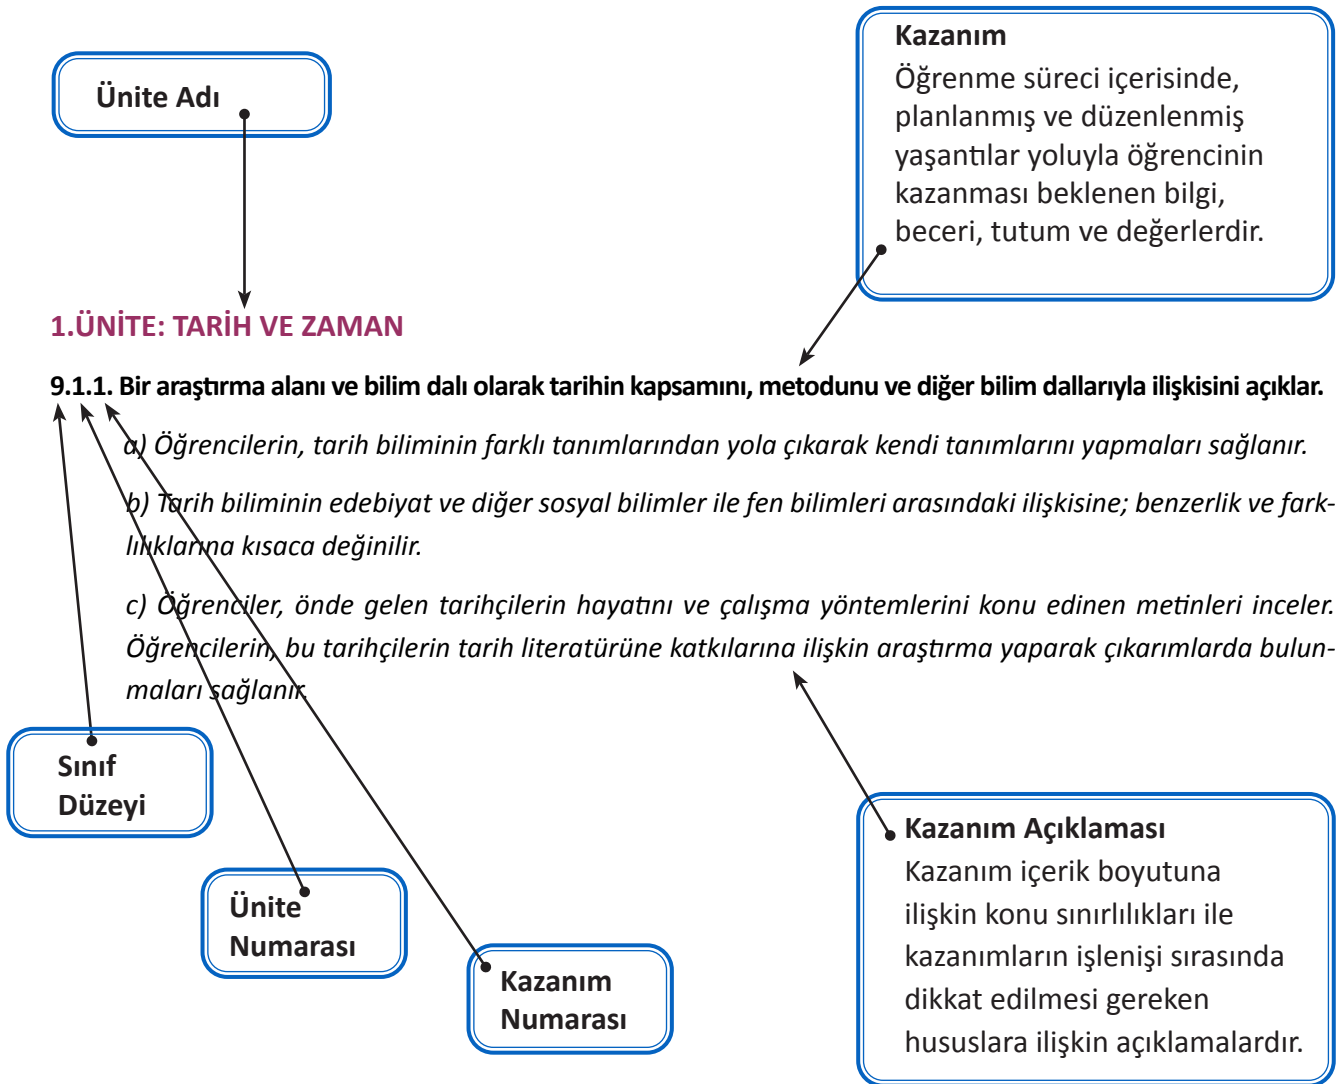 Ünite Adı
Kazanım
Öğrenme süreci içerisinde,
planlanmış ve düzenlenmiş
yaşantılar yoluyla öğrencinin
kazanması beklenen bilgi,
beceri, tutum ve değerlerdir.
1.ÜNİTE: TARİH VE ZAMAN
9.1.1. Bir araştırma alanı ve bilim dalı olarak tarihin kapsamını, metodunu ve diğer bilim dallarıyla ilişkisini açıklar.
a) Öğrencilerin, tarih biliminin farklı tanımlarından yola çıkarak kendi tanımlarını yapmaları sağlanır.
b) Tarih biliminin edebiyat ve diğer sosyal bilimler ile fen bilimleri arasındaki ilişkisine; benzerlik ve fark-
lılıklarına kısaca değinilir.
c) Öğrenciler, önde gelen tarihçilerin hayatını ve çalışma yöntemlerini konu edinen metinleri inceler.
Öğrencilerin, bu tarihçilerin tarih literatürüne katkılarına ilişkin araştırma yaparak çıkarımlarda bulun-
maları sağlanır.
Sınıf
Düzeyi
Ünite
Numarası
Kazanım
Numarası
Kazanım Açıklaması
Kazanım içerik boyutuna
ilişkin konu sınırlılıkları ile
kazanımların işlenişi sırasında
dikkat edilmesi gereken
hususlara ilişkin açıklamalardır.